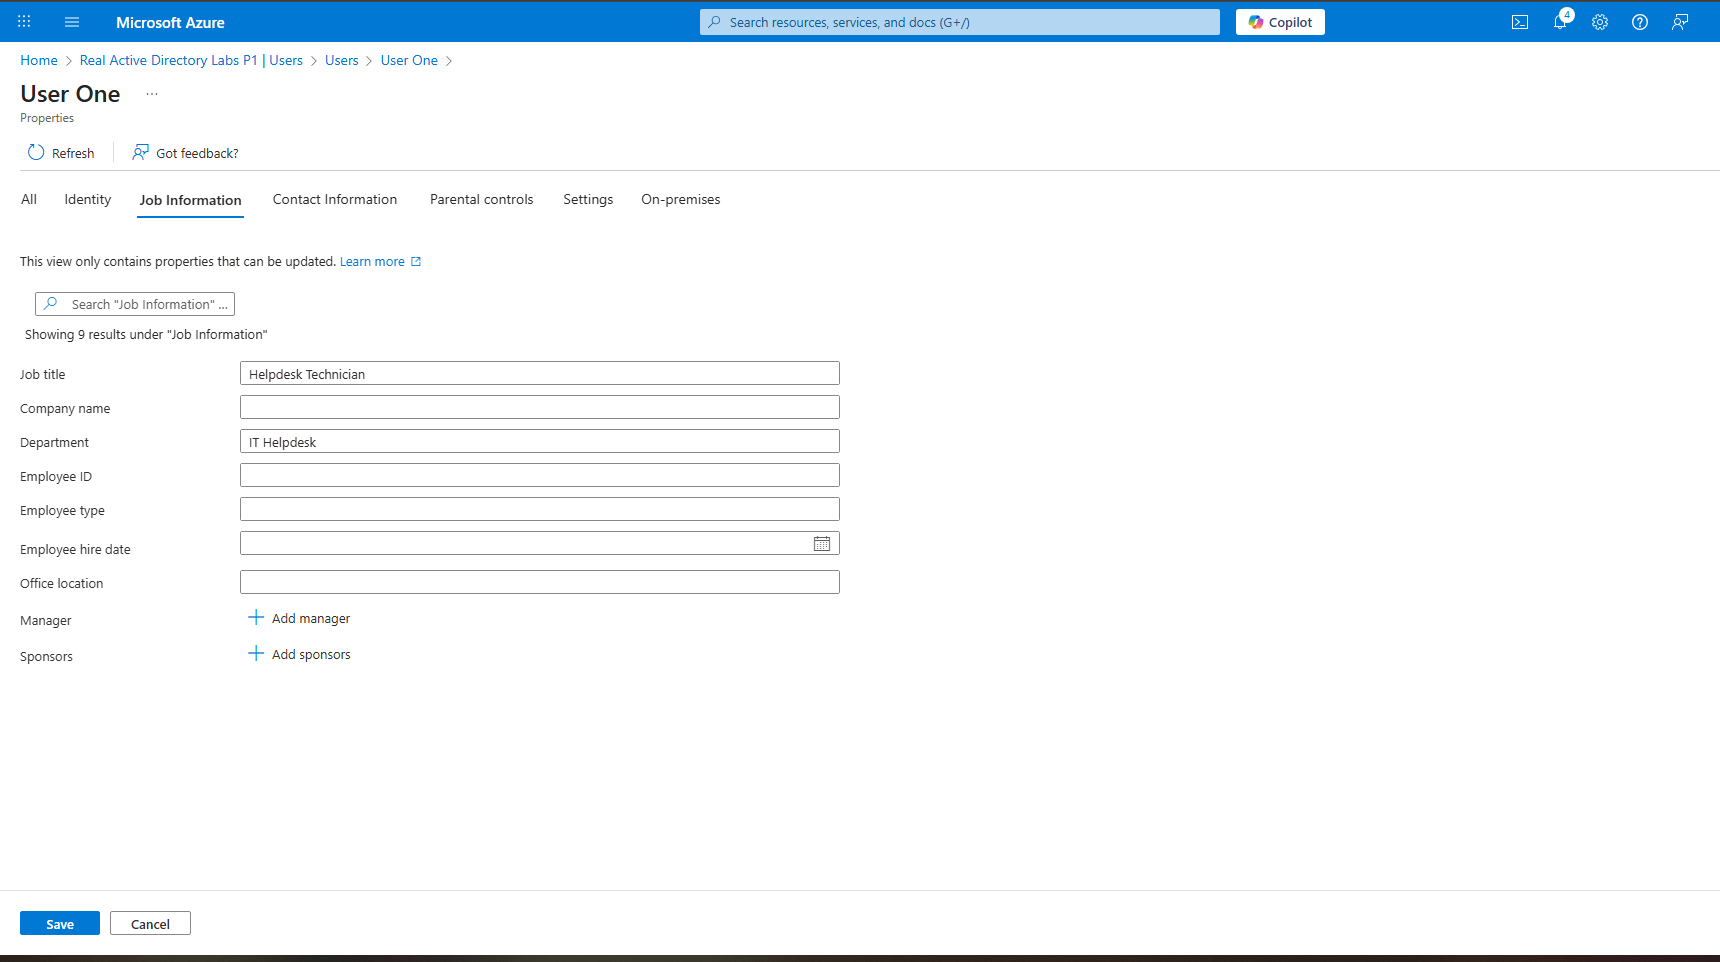 Microsoft Azure
Search resources, services, and docs (G+/)
Copilot
4
Home > Real Active Directory Labs P1 | Users > Users > User One >
User One ...
Properties
Refresh
Got feedback?
All Identity Job Information Contact Information Parental controls Settings On-premises
This view only contains properties that can be updated. Learn more
Search "Job Information" ...
Showing 9 results under "Job Information"
Job title Helpdesk Technician
Company name
Department IT Helpdesk
Employee ID
Employee type
Employee hire date
Office location
Manager + Add manager
Sponsors + Add sponsors
Save Cancel